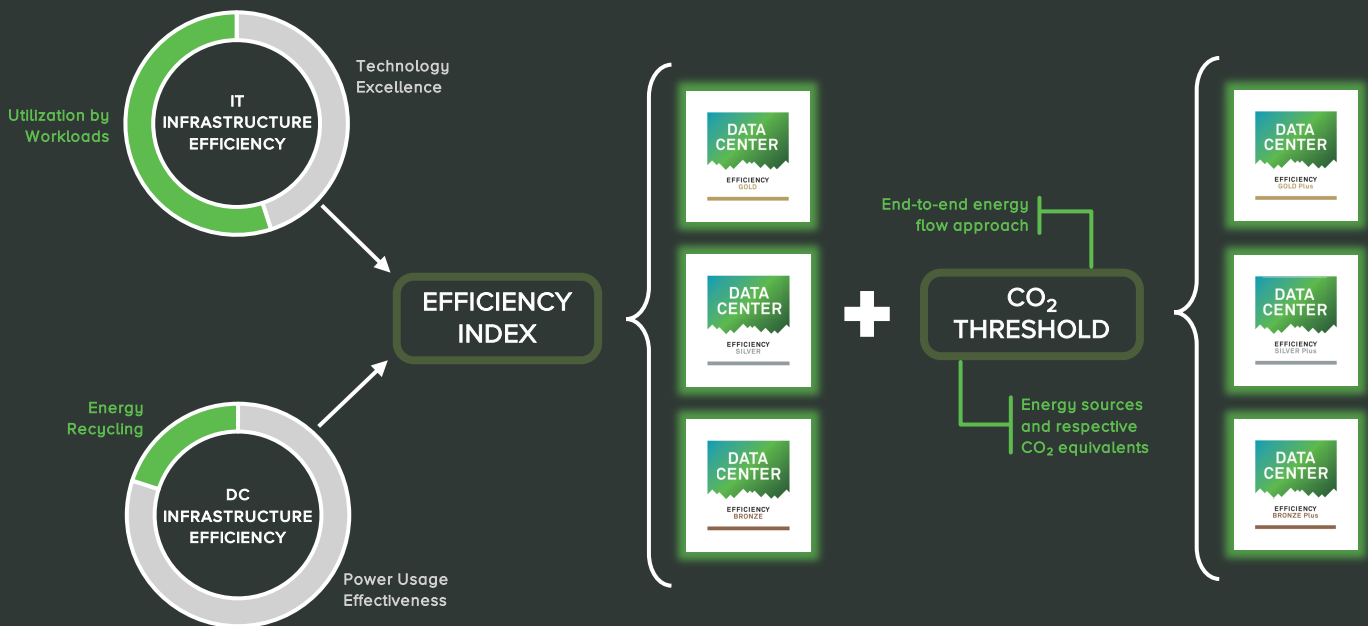 Utilization by
Workloads
IT
INFRASTRUCTURE
EFFICIENCY
Technology
Excellence
Energy
Recycling
DC
INFRASTRUCTURE
EFFICIENCY
Power Usage
Effectiveness
EFFICIENCY
INDEX
DATA
CENTER
EFFICIENCY
GOLD
DATA
CENTER
EFFICIENCY
SILVER
DATA
CENTER
EFFICIENCY
BRONZE
End-to-end energy
flow approach
CO₂
THRESHOLD
Energy sources
and respective
CO₂ equivalents
DATA
CENTER
EFFICIENCY
GOLD Plus
DATA
CENTER
EFFICIENCY
SILVER Plus
DATA
CENTER
EFFICIENCY
BRONZE Plus